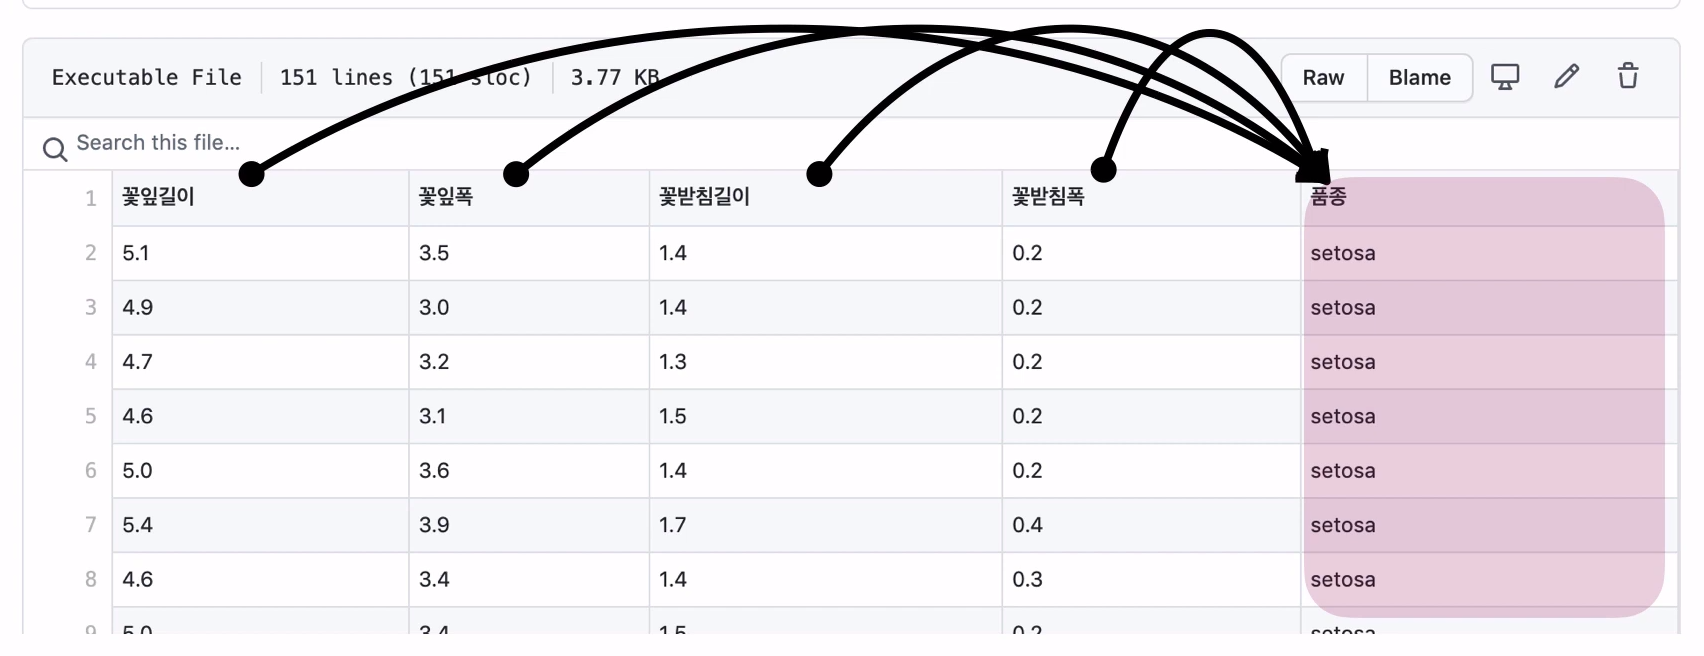 Executable File 151 lines (151 sloc) 3.77 KB Raw Blame
Search this file...
1 꽃잎길이 꽃잎폭 꽃받침길이 꽃받침폭 품종
2 5.1 3.5 1.4 0.2 setosa
3 4.9 3.0 1.4 0.2 setosa
4 4.7 3.2 1.3 0.2 setosa
5 4.6 3.1 1.5 0.2 setosa
6 5.0 3.6 1.4 0.2 setosa
7 5.4 3.9 1.7 0.4 setosa
8 4.6 3.4 1.4 0.3 setosa
9 5.0 3.4 1.5 0.2 setosa